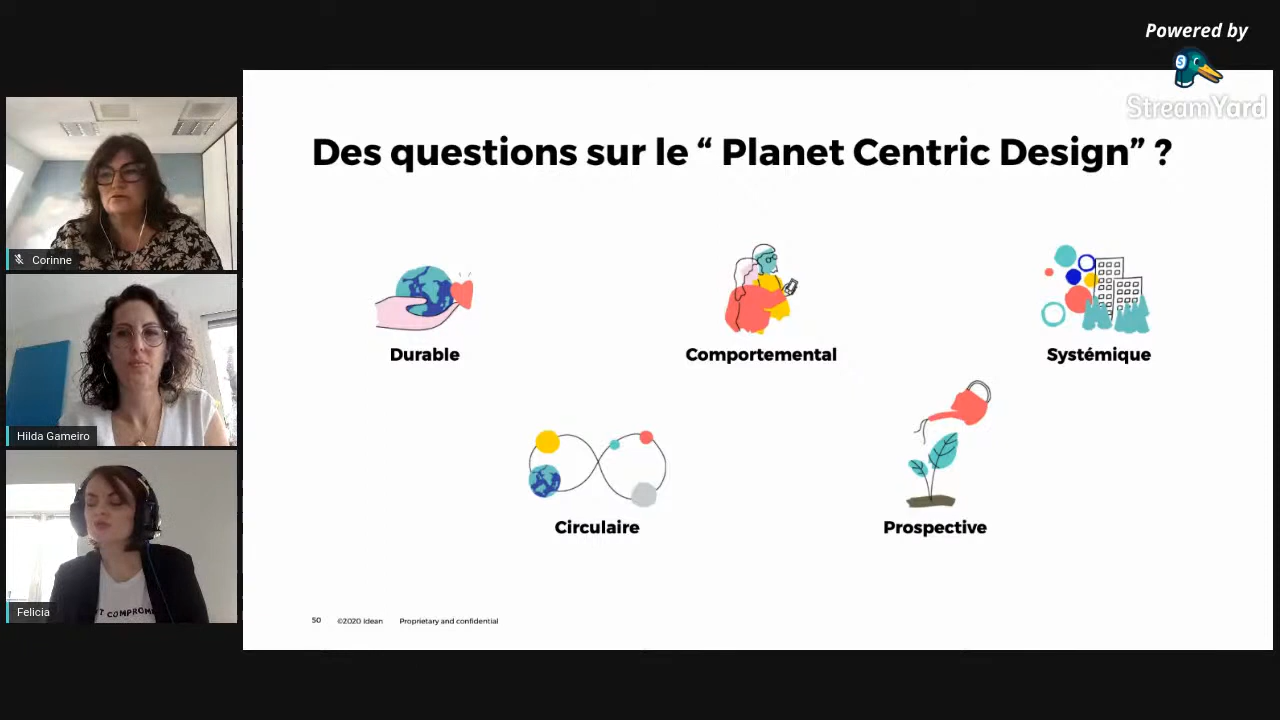 Powered by
StreamYard
Des questions sur le “ Planet Centric Design” ?
Corinne
Hilda Gameiro
Felicia
Durable
Comportemental
Systémique
Circulaire
Prospective
50 ©2020 Idean Proprietary and confidential